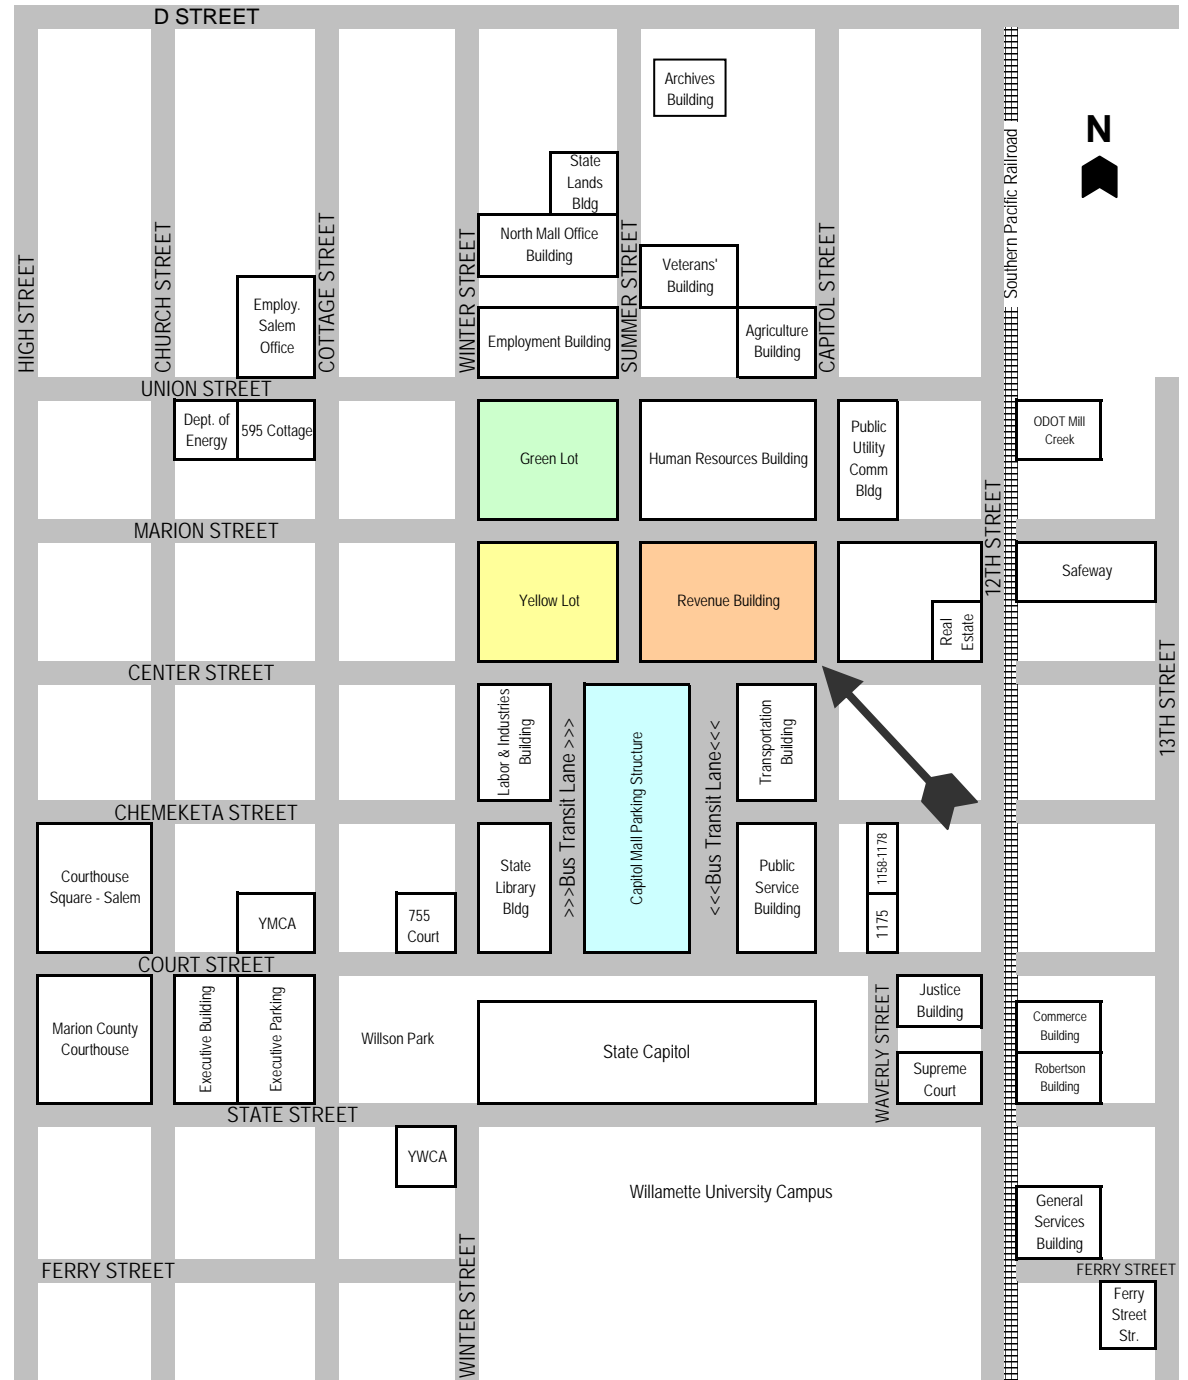 D STREET
Archives
Building
N
State
Lands
Bldg
North Mall Office
Building
Veterans'
Building
Employ.
Salem
Office
Employment Building
Agriculture
Building
HIGH STREET
CHURCH STREET
COTTAGE STREET
WINTER STREET
SUMMER STREET
CAPITOL STREET
Southern Pacific Railroad
UNION STREET
Dept. of
Energy
595 Cottage
Green Lot
Human Resources Building
Public
Utility
Comm
Bldg
ODOT Mill
Creek
MARION STREET
12TH STREET
Yellow Lot
Revenue Building
Real
Estate
Safeway
CENTER STREET
13TH STREET
Labor & Industries
Building
>>>Bus Transit Lane >>>
Capitol Mall Parking Structure
<<<Bus Transit Lane<<<
Transportation
Building
CHEMEKETA STREET
Courthouse
Square - Salem
YMCA
755
Court
State
Library
Bldg
Public
Service
Building
1158-1178
1175
COURT STREET
Marion County
Courthouse
Executive Building
Executive Parking
Willson Park
State Capitol
WAVERLY STREET
Justice
Building
Supreme
Court
Commerce
Building
Robertson
Building
STATE STREET
YWCA
Willamette University Campus
General
Services
Building
FERRY STREET
WINTER STREET
FERRY STREET
Ferry
Street
Str.